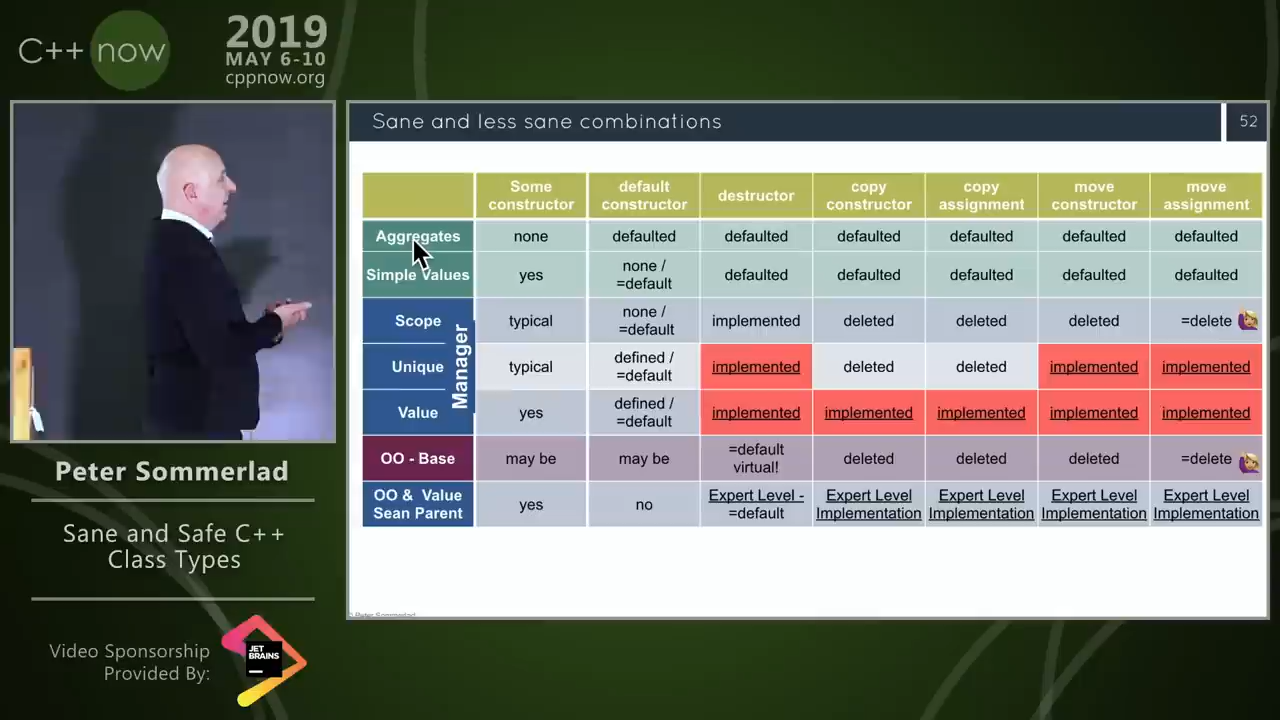 C++ now
2019
MAY 6-10
cppnow.org
Sane and less sane combinations
52
Some constructor
default constructor
destructor
copy constructor
copy assignment
move constructor
move assignment
Aggregates
none
defaulted
defaulted
defaulted
defaulted
defaulted
defaulted
Simple Values
yes
none /
=default
defaulted
defaulted
defaulted
defaulted
defaulted
Manager
Scope
typical
none /
=default
implemented
deleted
deleted
deleted
=delete
Unique
typical
defined /
=default
implemented
deleted
deleted
implemented
implemented
Value
yes
defined /
=default
implemented
implemented
implemented
implemented
implemented
OO - Base
may be
may be
=default
virtual!
deleted
deleted
deleted
=delete
OO & Value
Sean Parent
yes
no
Expert Level -
=default
Expert Level
Implementation
Expert Level
Implementation
Expert Level
Implementation
Expert Level
Implementation
© Peter Sommerlad
Peter Sommerlad
Sane and Safe C++
Class Types
Video Sponsorship
Provided By:
JET
BRAINS